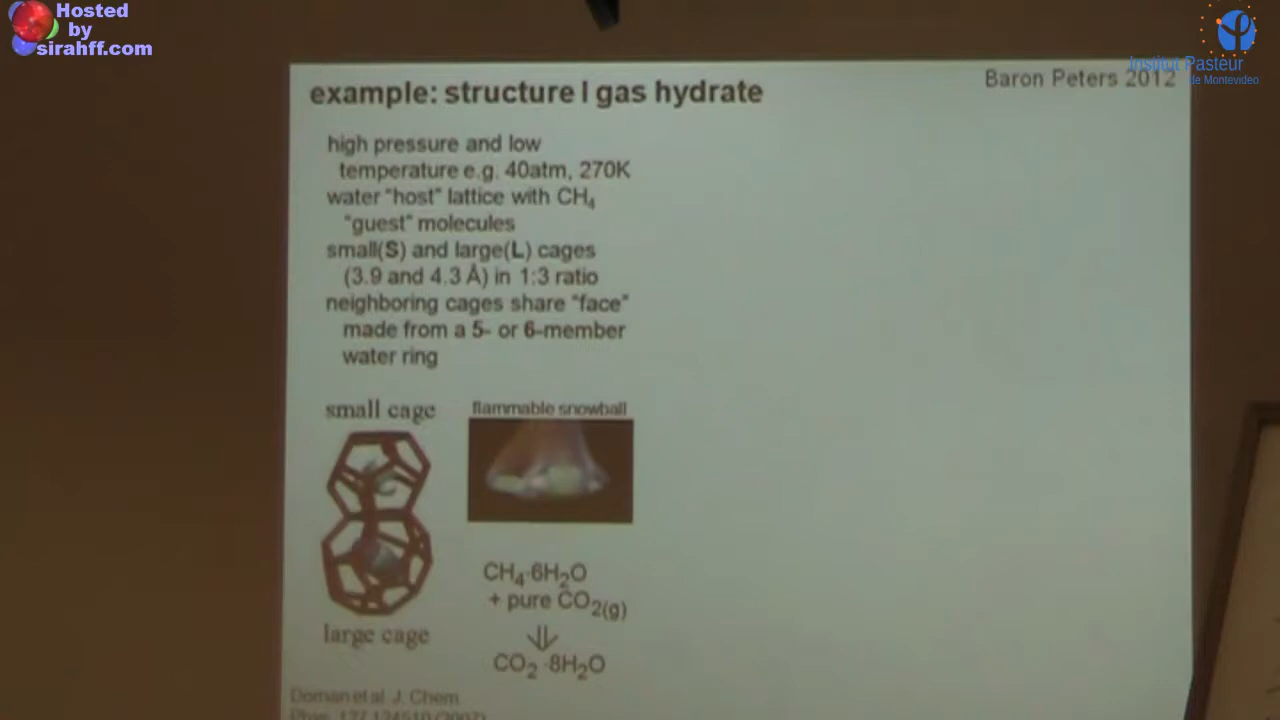 Hosted
by
sirahff.com
Institut Pasteur
de Montevideo
Baron Peters 2012
example: structure I gas hydrate
high pressure and low
temperature e.g. 40atm, 270K
water "host" lattice with CH₄
"guest" molecules
small(S) and large(L) cages
(3.9 and 4.3 Å) in 1:3 ratio
neighboring cages share "face"
made from a 5- or 6-member
water ring
small cage
flammable snowball
large cage
CH₄·6H₂O
+ pure CO₂(g)
⇓
CO₂·8H₂O
et al. J. Chem
Phys. 127